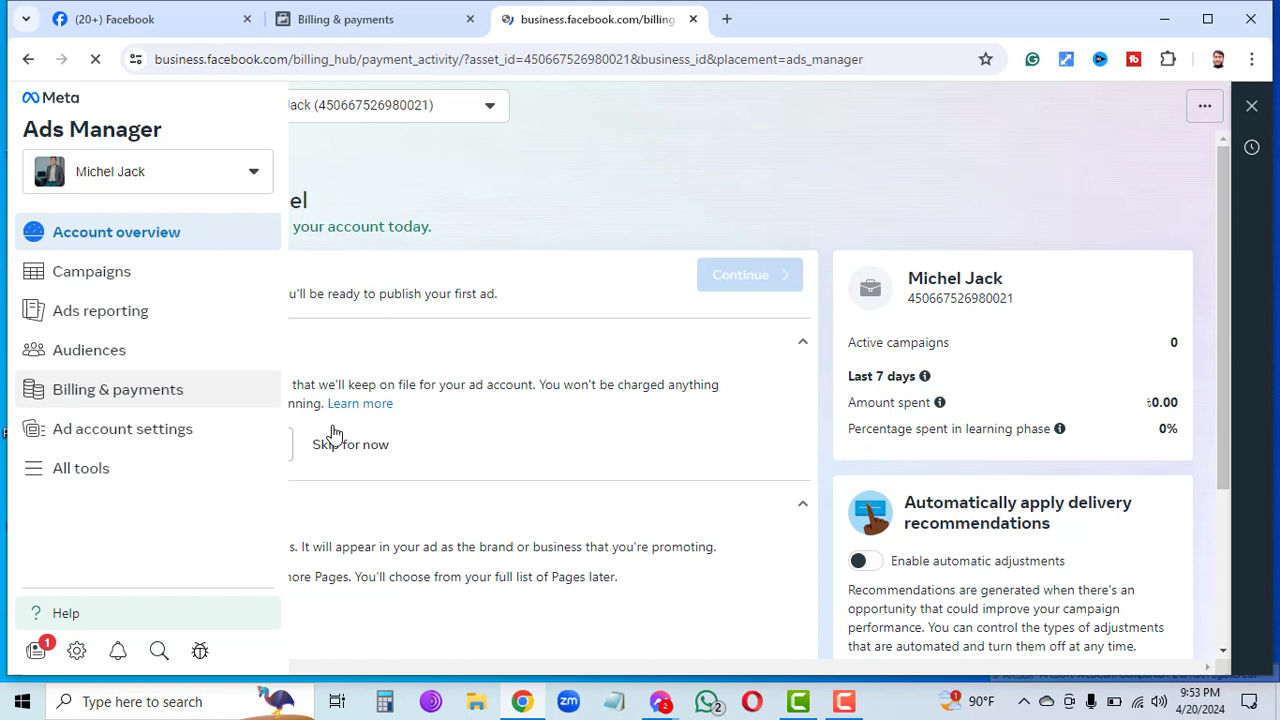 (20+) Facebook
Billing & payments
business.facebook.com/billing
business.facebook.com/billing_hub/payment_activity/?asset_id=450667526980021&business_id&placement=ads_manager
Meta
Ads Manager
Michel Jack
Account overview
Campaigns
Ads reporting
Audiences
Billing & payments
Ad account settings
All tools
? Help
1
Jack (450667526980021)
el
your account today.
Continue
u'll be ready to publish your first ad.
that we'll keep on file for your ad account. You won't be charged anything
nning. Learn more
Skip for now
s. It will appear in your ad as the brand or business that you're promoting.
nore Pages. You'll choose from your full list of Pages later.
Michel Jack
450667526980021
Active campaigns 0
Last 7 days
Amount spent ৳0.00
Percentage spent in learning phase 0%
Automatically apply delivery
recommendations
Enable automatic adjustments
Recommendations are generated when there's an
opportunity that could improve your campaign
performance. You can control the types of adjustments
that are automated and turn them off at any time.
Type here to search
zm
2
2
1
90°F
9:53 PM
4/20/2024